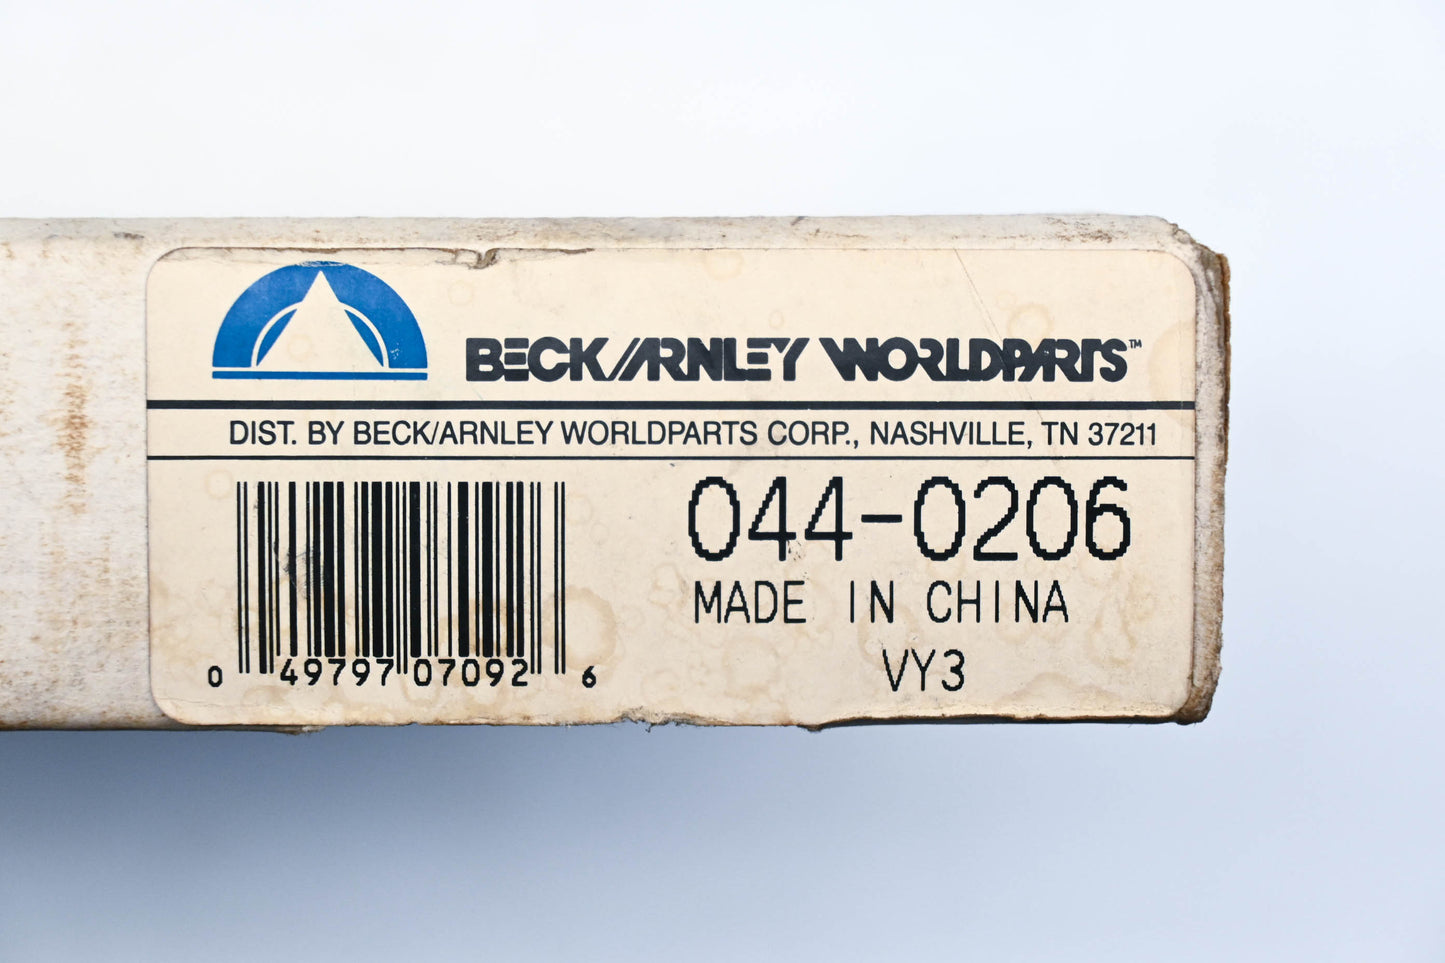 BECK/ARNLEY WORLDPARTS™
DIST. BY BECK/ARNLEY WORLDPARTS CORP., NASHVILLE, TN 37211
044-0206
MADE IN CHINA
VY3
0 49797 07092 6